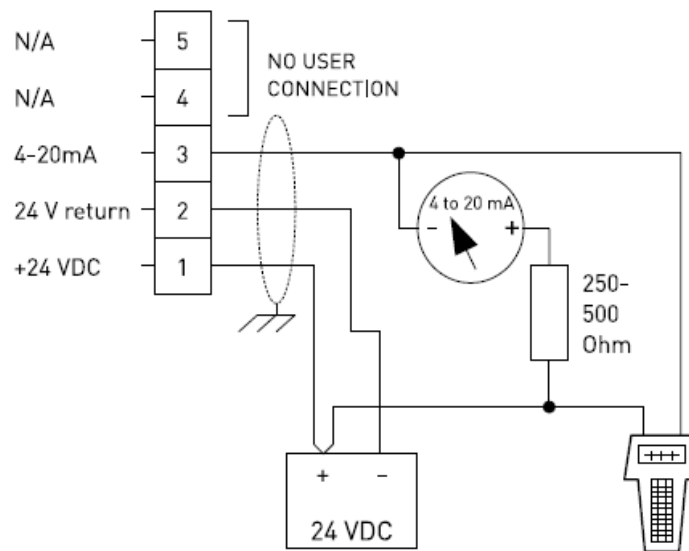 N/A
5
N/A
4
NO USER
CONNECTION
4-20mA
3
24 V return
2
+24 VDC
1
4 to 20 mA
- +
250-
500
Ohm
+ -
24 VDC
+++